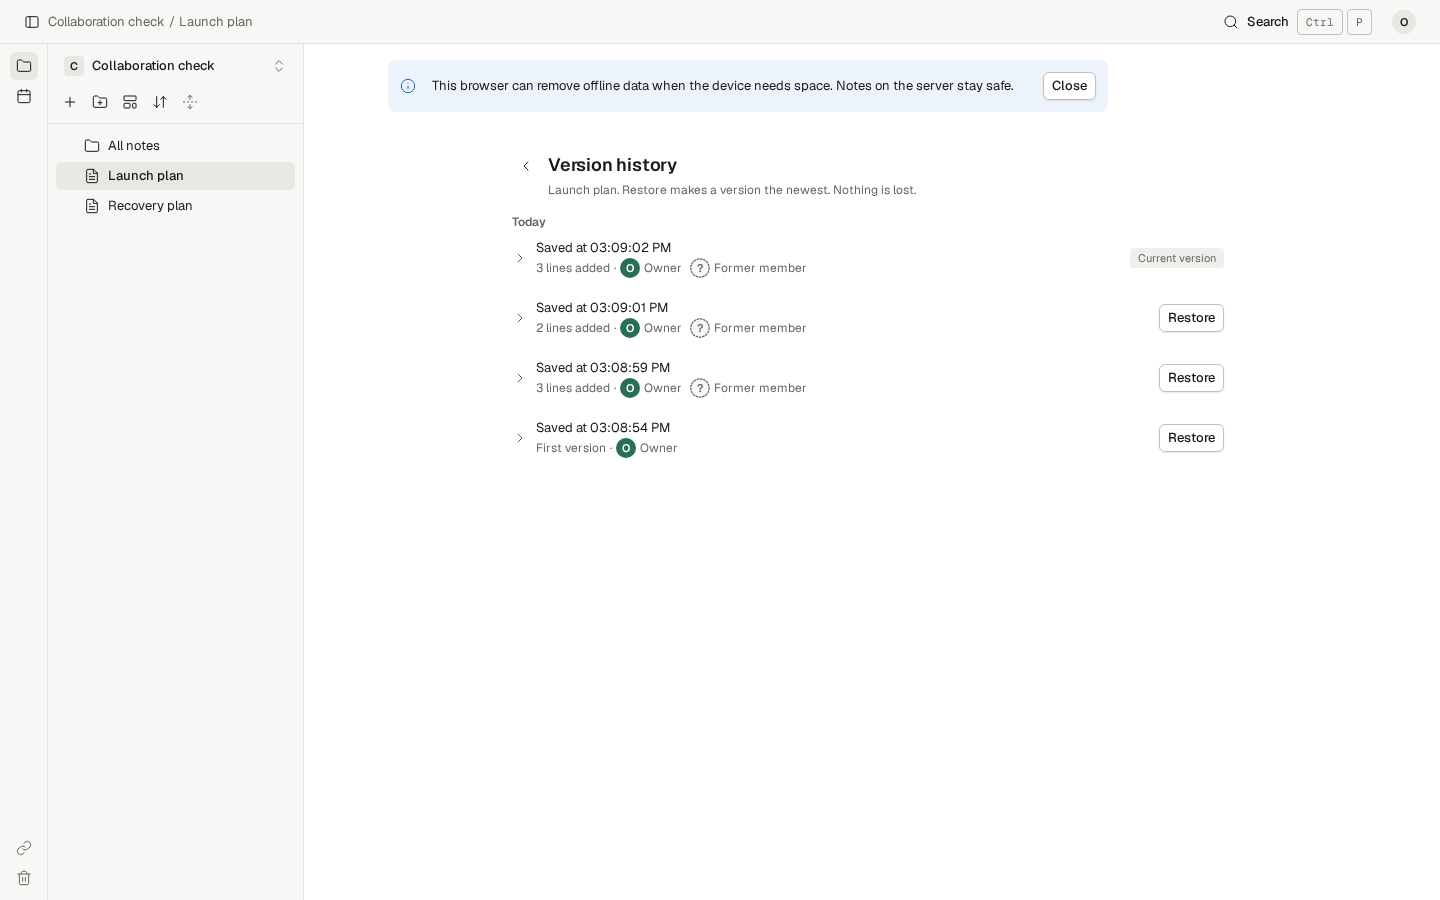 Collaboration check / Launch plan
Search Ctrl P O
C Collaboration check
This browser can remove offline data when the device needs space. Notes on the server stay safe.
Close
All notes
Launch plan
Recovery plan
Version history
Launch plan. Restore makes a version the newest. Nothing is lost.
Today
Saved at 03:09:02 PM
3 lines added · O Owner ? Former member
Current version
Saved at 03:09:01 PM
2 lines added · O Owner ? Former member
Restore
Saved at 03:08:59 PM
3 lines added · O Owner ? Former member
Restore
Saved at 03:08:54 PM
First version · O Owner
Restore